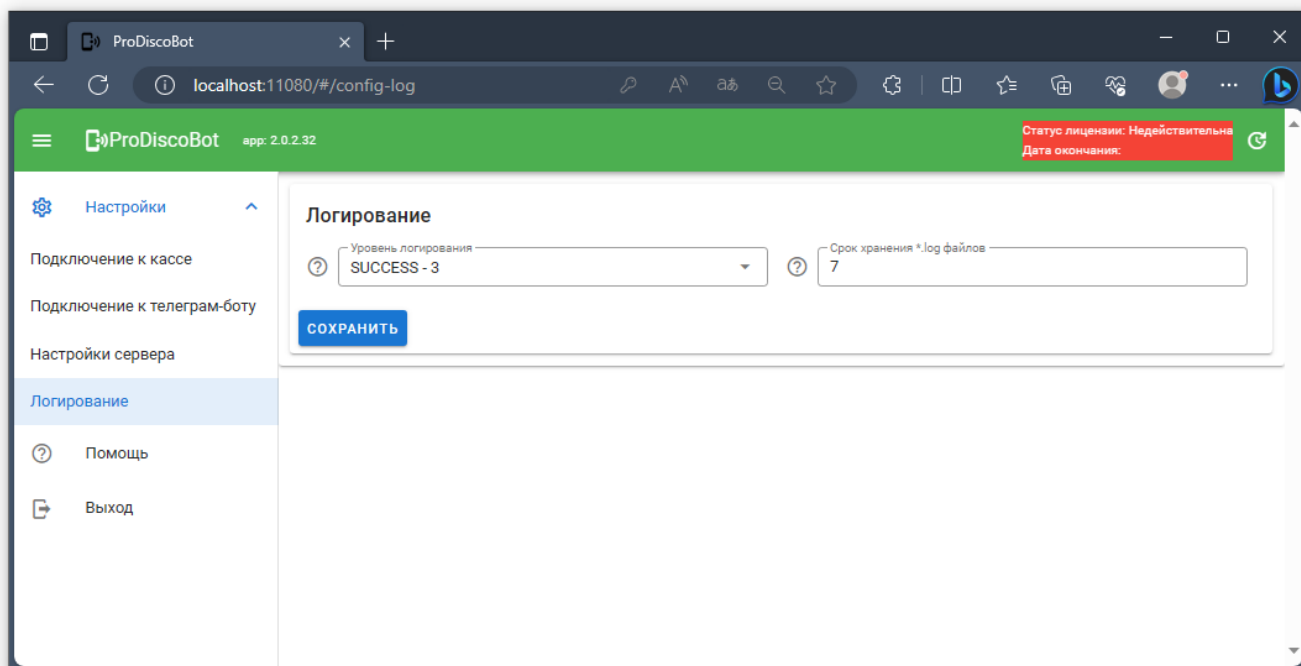 ProDiscoBot
localhost:11080/#/config-log
ProDiscoBot app: 2.0.2.32
Статус лицензии: Недействительна
Дата окончания:
Настройки
Подключение к кассе
Подключение к телеграм-боту
Настройки сервера
Логирование
Помощь
Выход
Логирование
Уровень логирования
SUCCESS - 3
Срок хранения *.log файлов
7
СОХРАНИТЬ